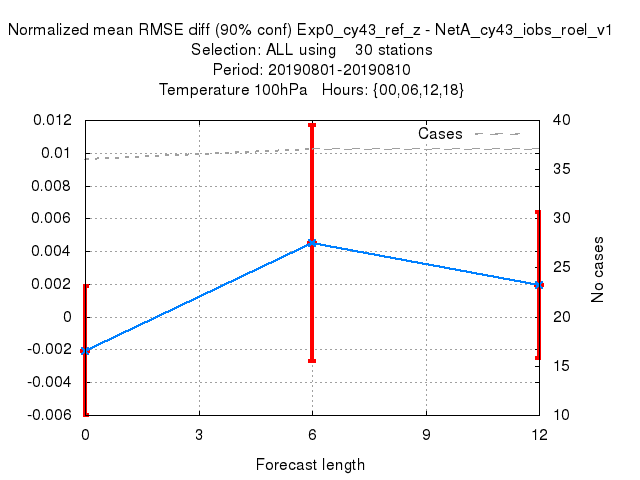 Normalized mean RMSE diff (90% conf) Exp0_cy43_ref_z - NetA_cy43_iobs_roel_v1
Selection: ALL using    30 stations
Period: 20190801-20190810
Temperature 100hPa   Hours: {00,06,12,18}
0.012
0.01
0.008
0.006
0.004
0.002
0
-0.002
-0.004
-0.006
Cases
40
35
30
25
20
15
10
No cases
0 3 6 9 12
Forecast length